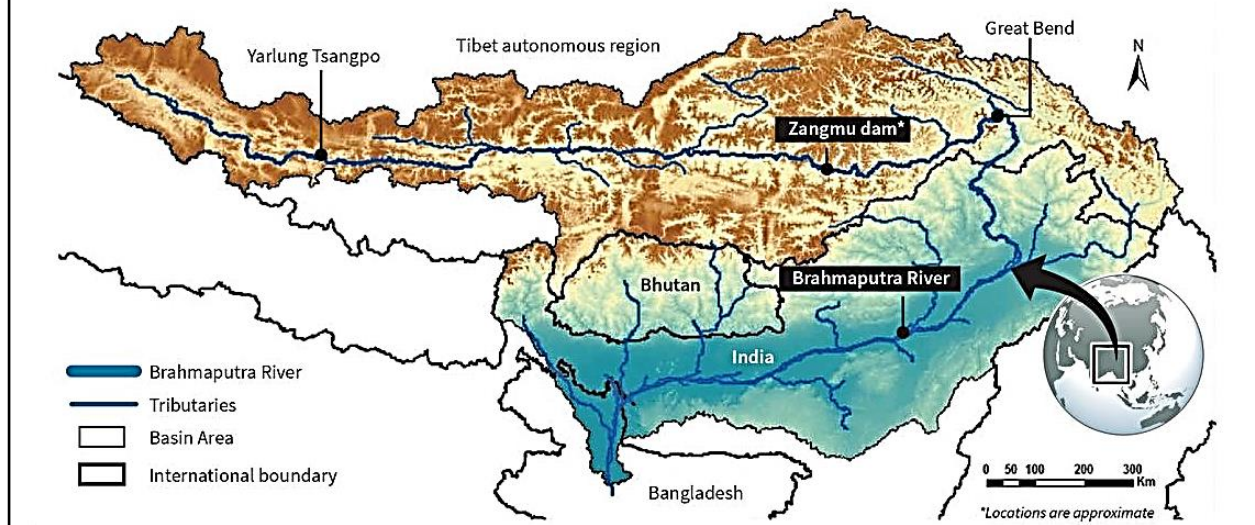 Great Bend
Yarlung Tsangpo
Tibet autonomous region
N
Zangmu dam*
Bhutan
Brahmaputra River
India
Brahmaputra River
Tributaries
Basin Area
International boundary
Bangladesh
0 50 100 200 300
Km
*Locations are approximate